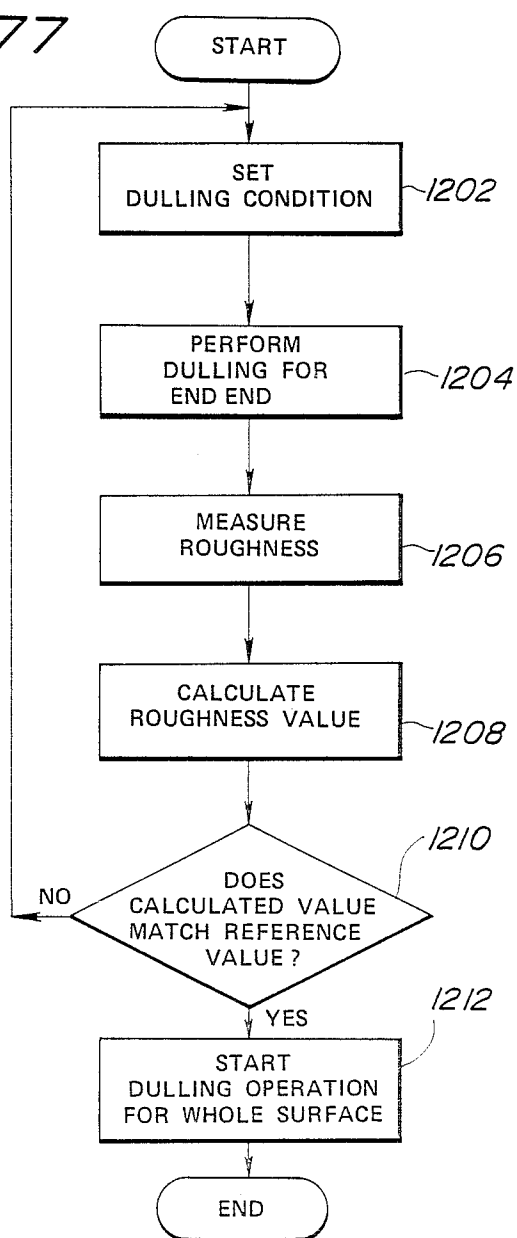 77
START
SET
DULLING CONDITION
1202
PERFORM
DULLING FOR
END END
1204
MEASURE
ROUGHNESS
1206
CALCULATE
ROUGHNESS VALUE
1208
1210
DOES
CALCULATED VALUE
MATCH REFERENCE
VALUE ?
NO
YES
1212
START
DULLING OPERATION
FOR WHOLE SURFACE
END